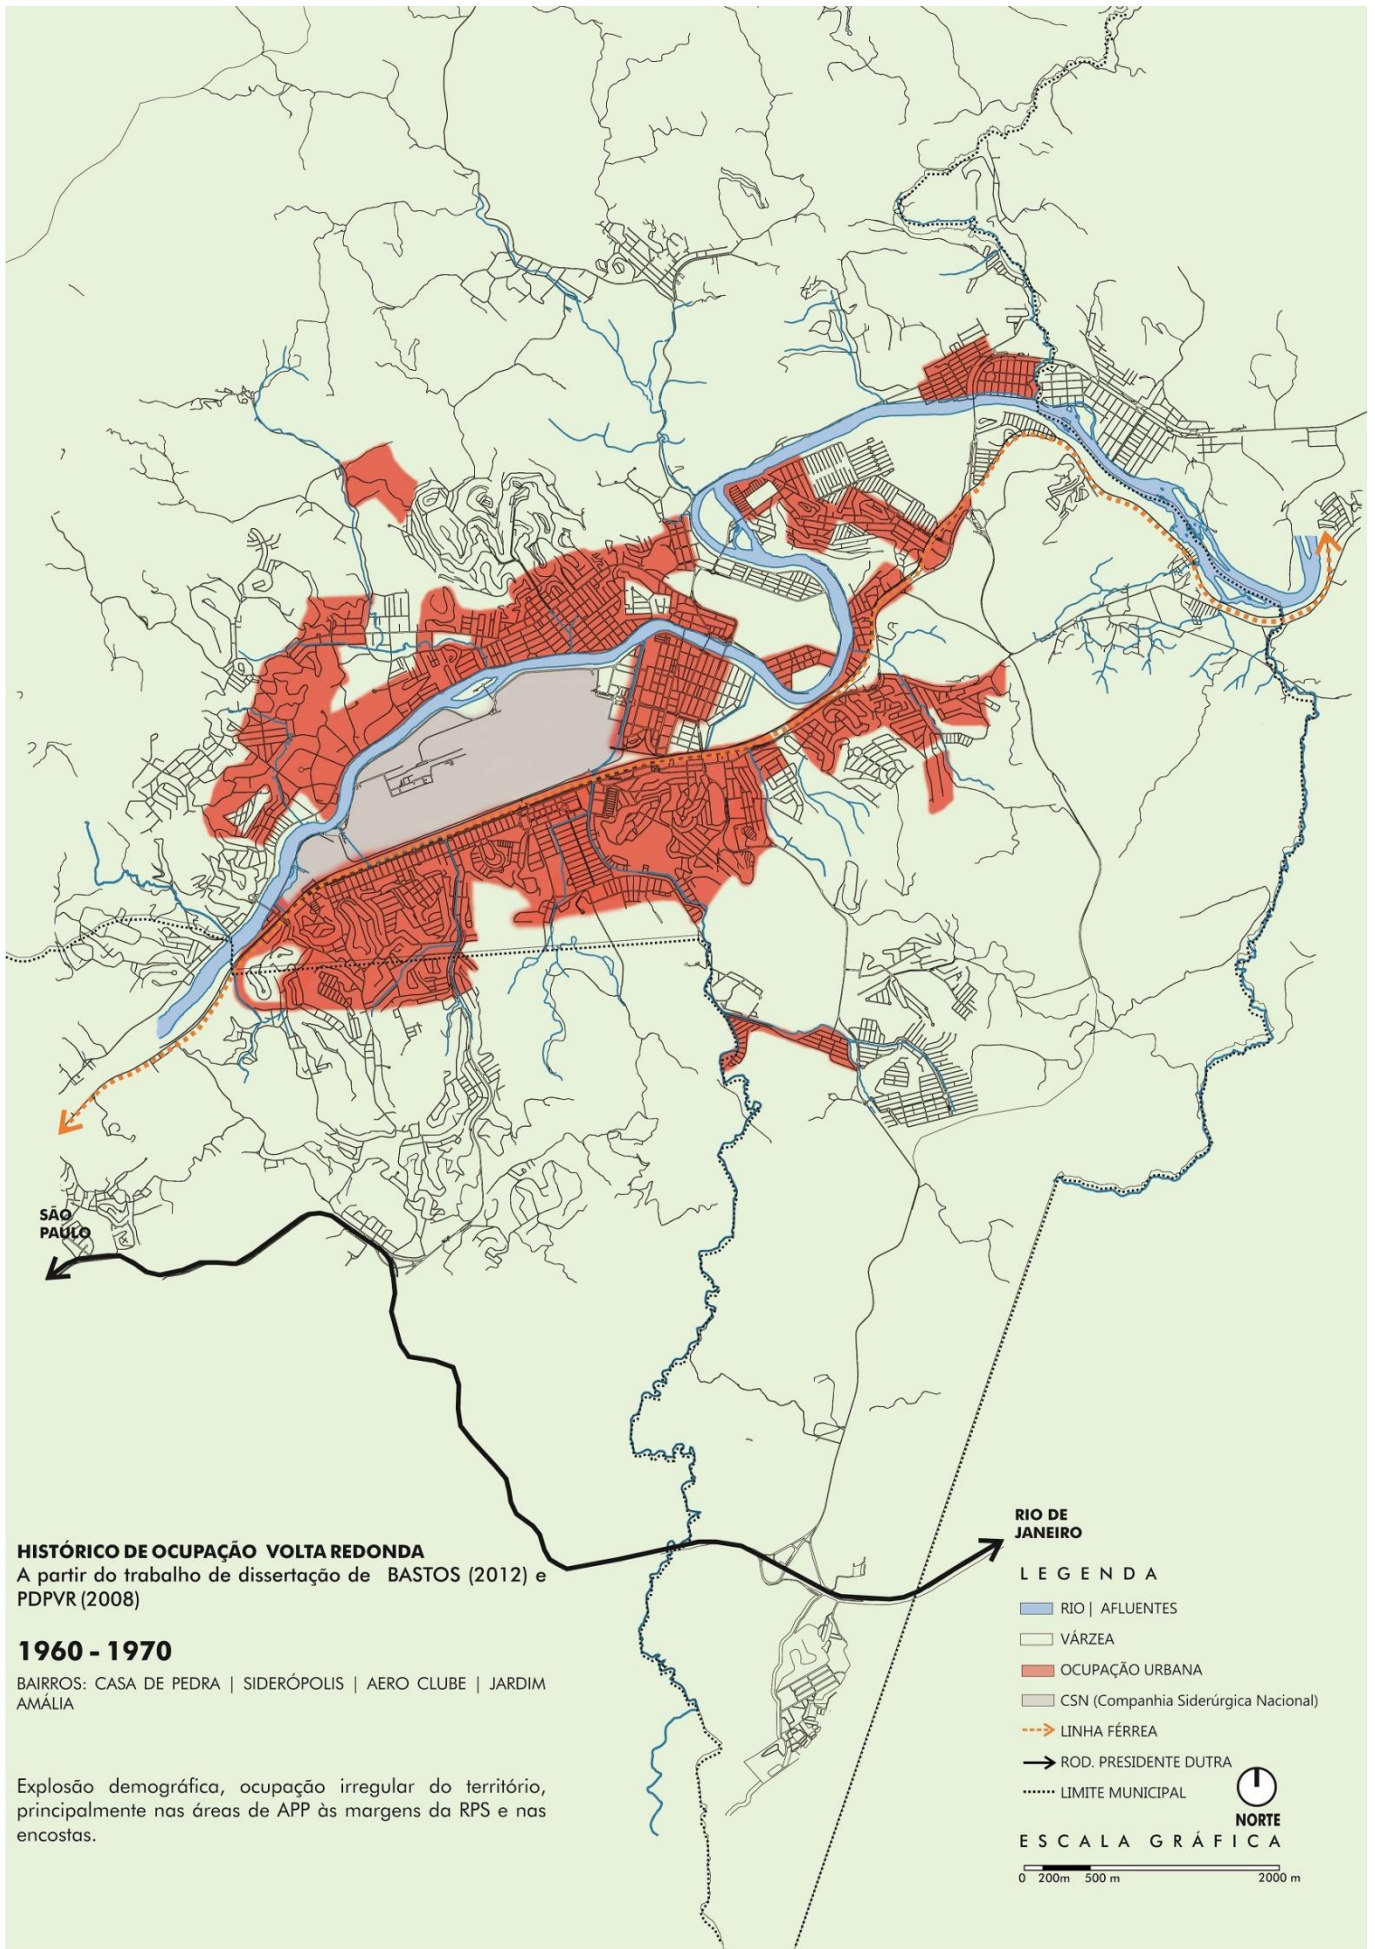 SÃO
PAULO
HISTÓRICO DE OCUPAÇÃO VOLTA REDONDA
A partir do trabalho de dissertação de BASTOS (2012) e
PDPVR (2008)
1960 - 1970
BAIRROS: CASA DE PEDRA | SIDERÓPOLIS | AERO CLUBE | JARDIM
AMÁLIA
Explosão demográfica, ocupação irregular do território,
principalmente nas áreas de APP às margens da RPS e nas
encostas.
RIO DE
JANEIRO
LEGENDA
RIO | AFLUENTES
VÁRZEA
OCUPAÇÃO URBANA
CSN (Companhia Siderúrgica Nacional)
LINHA FÉRREA
ROD. PRESIDENTE DUTRA
LIMITE MUNICIPAL
NORTE
ESCALA GRÁFICA
0 200m 500 m 2000 m